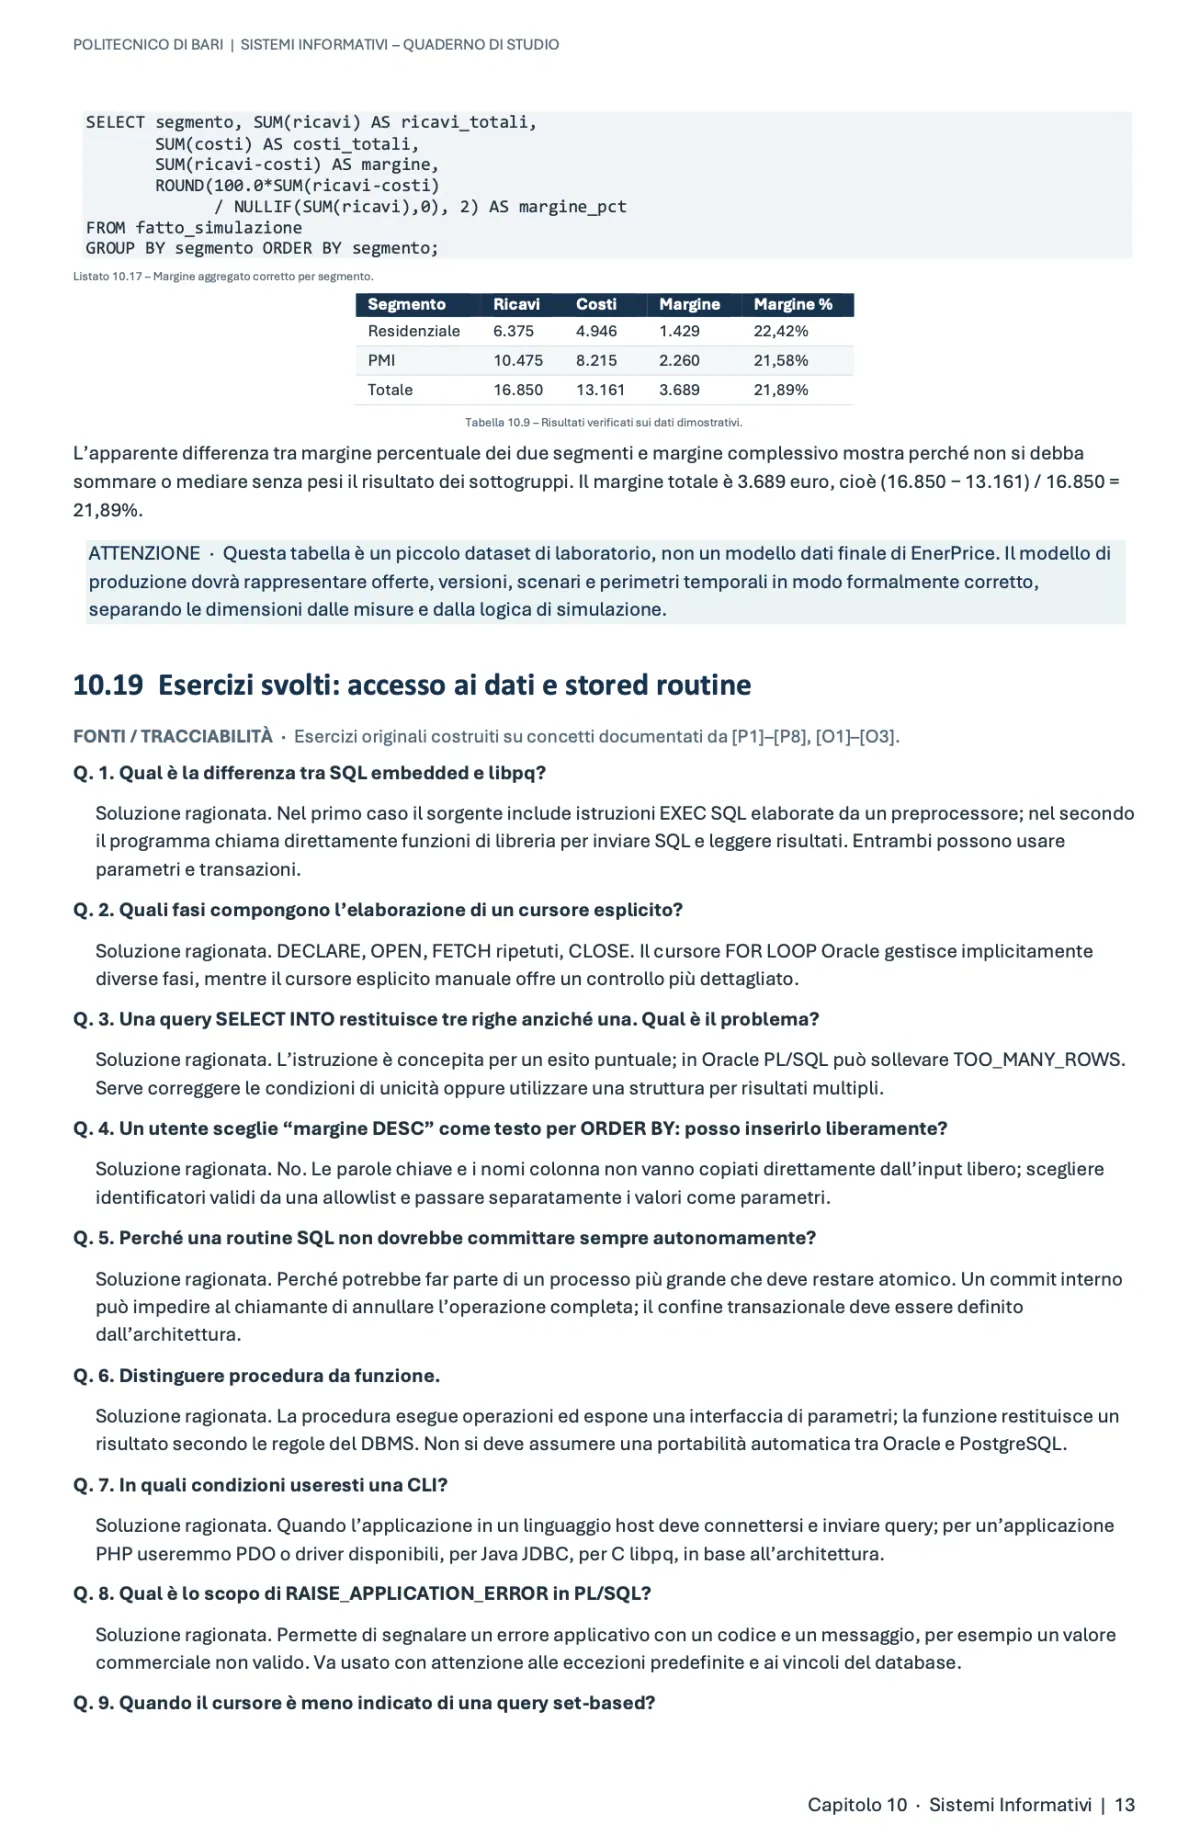 POLITECNICO DI BARI | SISTEMI INFORMATIVI – QUADERNO DI STUDIO
SELECT segmento, SUM(ricavi) AS ricavi_totali,
SUM(costi) AS costi_totali,
SUM(ricavi-costi) AS margine,
ROUND(100.0*SUM(ricavi-costi)
/ NULLIF(SUM(ricavi),0), 2) AS margine_pct
FROM fatto_simulazione
GROUP BY segmento ORDER BY segmento;
Listato 10.17 – Margine aggregato corretto per segmento.
Segmento Ricavi Costi Margine Margine %
Residenziale 6.375 4.946 1.429 22,42%
PMI 10.475 8.215 2.260 21,58%
Totale 16.850 13.161 3.689 21,89%
Tabella 10.9 – Risultati verificati sui dati dimostrativi.
L’apparente differenza tra margine percentuale dei due segmenti e margine complessivo mostra perché non si debba
sommare o mediare senza pesi il risultato dei sottogruppi. Il margine totale è 3.689 euro, cioè (16.850 − 13.161) / 16.850 =
21,89%.
ATTENZIONE · Questa tabella è un piccolo dataset di laboratorio, non un modello dati finale di EnerPrice. Il modello di
produzione dovrà rappresentare offerte, versioni, scenari e perimetri temporali in modo formalmente corretto,
separando le dimensioni dalle misure e dalla logica di simulazione.
10.19 Esercizi svolti: accesso ai dati e stored routine
FONTI / TRACCIABILITÀ · Esercizi originali costruiti su concetti documentati da [P1]–[P8], [O1]–[O3].
Q. 1. Qual è la differenza tra SQL embedded e libpq?
Soluzione ragionata. Nel primo caso il sorgente include istruzioni EXEC SQL elaborate da un preprocessore; nel secondo
il programma chiama direttamente funzioni di libreria per inviare SQL e leggere risultati. Entrambi possono usare
parametri e transazioni.
Q. 2. Quali fasi compongono l’elaborazione di un cursore esplicito?
Soluzione ragionata. DECLARE, OPEN, FETCH ripetuti, CLOSE. Il cursore FOR LOOP Oracle gestisce implicitamente
diverse fasi, mentre il cursore esplicito manuale offre un controllo più dettagliato.
Q. 3. Una query SELECT INTO restituisce tre righe anziché una. Qual è il problema?
Soluzione ragionata. L’istruzione è concepita per un esito puntuale; in Oracle PL/SQL può sollevare TOO_MANY_ROWS.
Serve correggere le condizioni di unicità oppure utilizzare una struttura per risultati multipli.
Q. 4. Un utente sceglie “margine DESC” come testo per ORDER BY: posso inserirlo liberamente?
Soluzione ragionata. No. Le parole chiave e i nomi colonna non vanno copiati direttamente dall’input libero; scegliere
identificatori validi da una allowlist e passare separatamente i valori come parametri.
Q. 5. Perché una routine SQL non dovrebbe committare sempre autonomamente?
Soluzione ragionata. Perché potrebbe far parte di un processo più grande che deve restare atomico. Un commit interno
può impedire al chiamante di annullare l’operazione completa; il confine transazionale deve essere definito
dall’architettura.
Q. 6. Distinguere procedura da funzione.
Soluzione ragionata. La procedura esegue operazioni ed espone una interfaccia di parametri; la funzione restituisce un
risultato secondo le regole del DBMS. Non si deve assumere una portabilità automatica tra Oracle e PostgreSQL.
Q. 7. In quali condizioni useresti una CLI?
Soluzione ragionata. Quando l’applicazione in un linguaggio host deve connettersi e inviare query; per un’applicazione
PHP useremmo PDO o driver disponibili, per Java JDBC, per C libpq, in base all’architettura.
Q. 8. Qual è lo scopo di RAISE_APPLICATION_ERROR in PL/SQL?
Soluzione ragionata. Permette di segnalare un errore applicativo con un codice e un messaggio, per esempio un valore
commerciale non valido. Va usato con attenzione alle eccezioni predefinite e ai vincoli del database.
Q. 9. Quando il cursore è meno indicato di una query set-based?
Capitolo 10 · Sistemi Informativi | 13